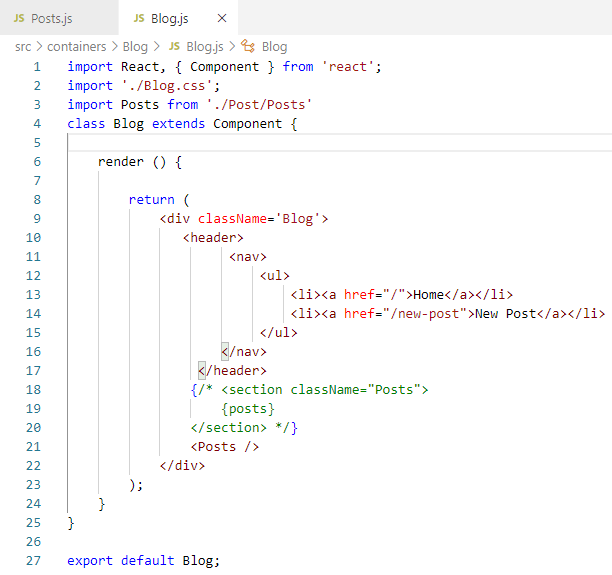 JS Posts.js JS Blog.js ×
src > containers > Blog > JS Blog.js > Blog
1 import React, { Component } from 'react';
2 import './Blog.css';
3 import Posts from './Post/Posts'
4 class Blog extends Component {
5
6 render () {
7
8 return (
9 <div className='Blog'>
10 <header>
11 <nav>
12 <ul>
13 <li><a href="/">Home</a></li>
14 <li><a href="/new-post">New Post</a></li>
15 </ul>
16 </nav>
17 </header>
18 {/* <section className="Posts">
19 {posts}
20 </section> */}
21 <Posts />
22 </div>
23 );
24 }
25 }
26
27 export default Blog;